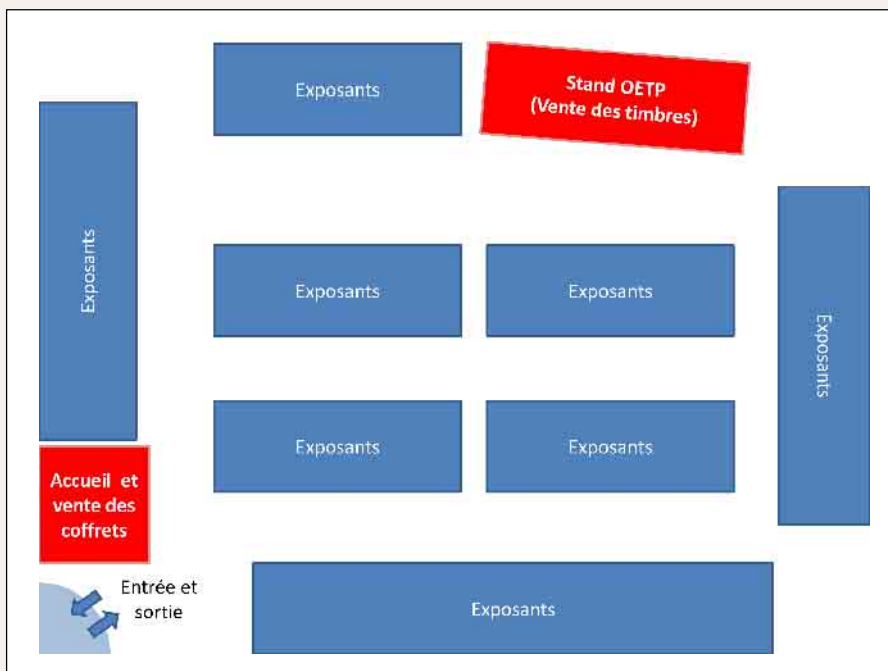 Exposants
Stand OETP
(Vente des timbres)
Exposants
Exposants
Exposants
Exposants
Exposants
Exposants
Accueil et
vente des
coffrets
Entrée et
sortie
Exposants